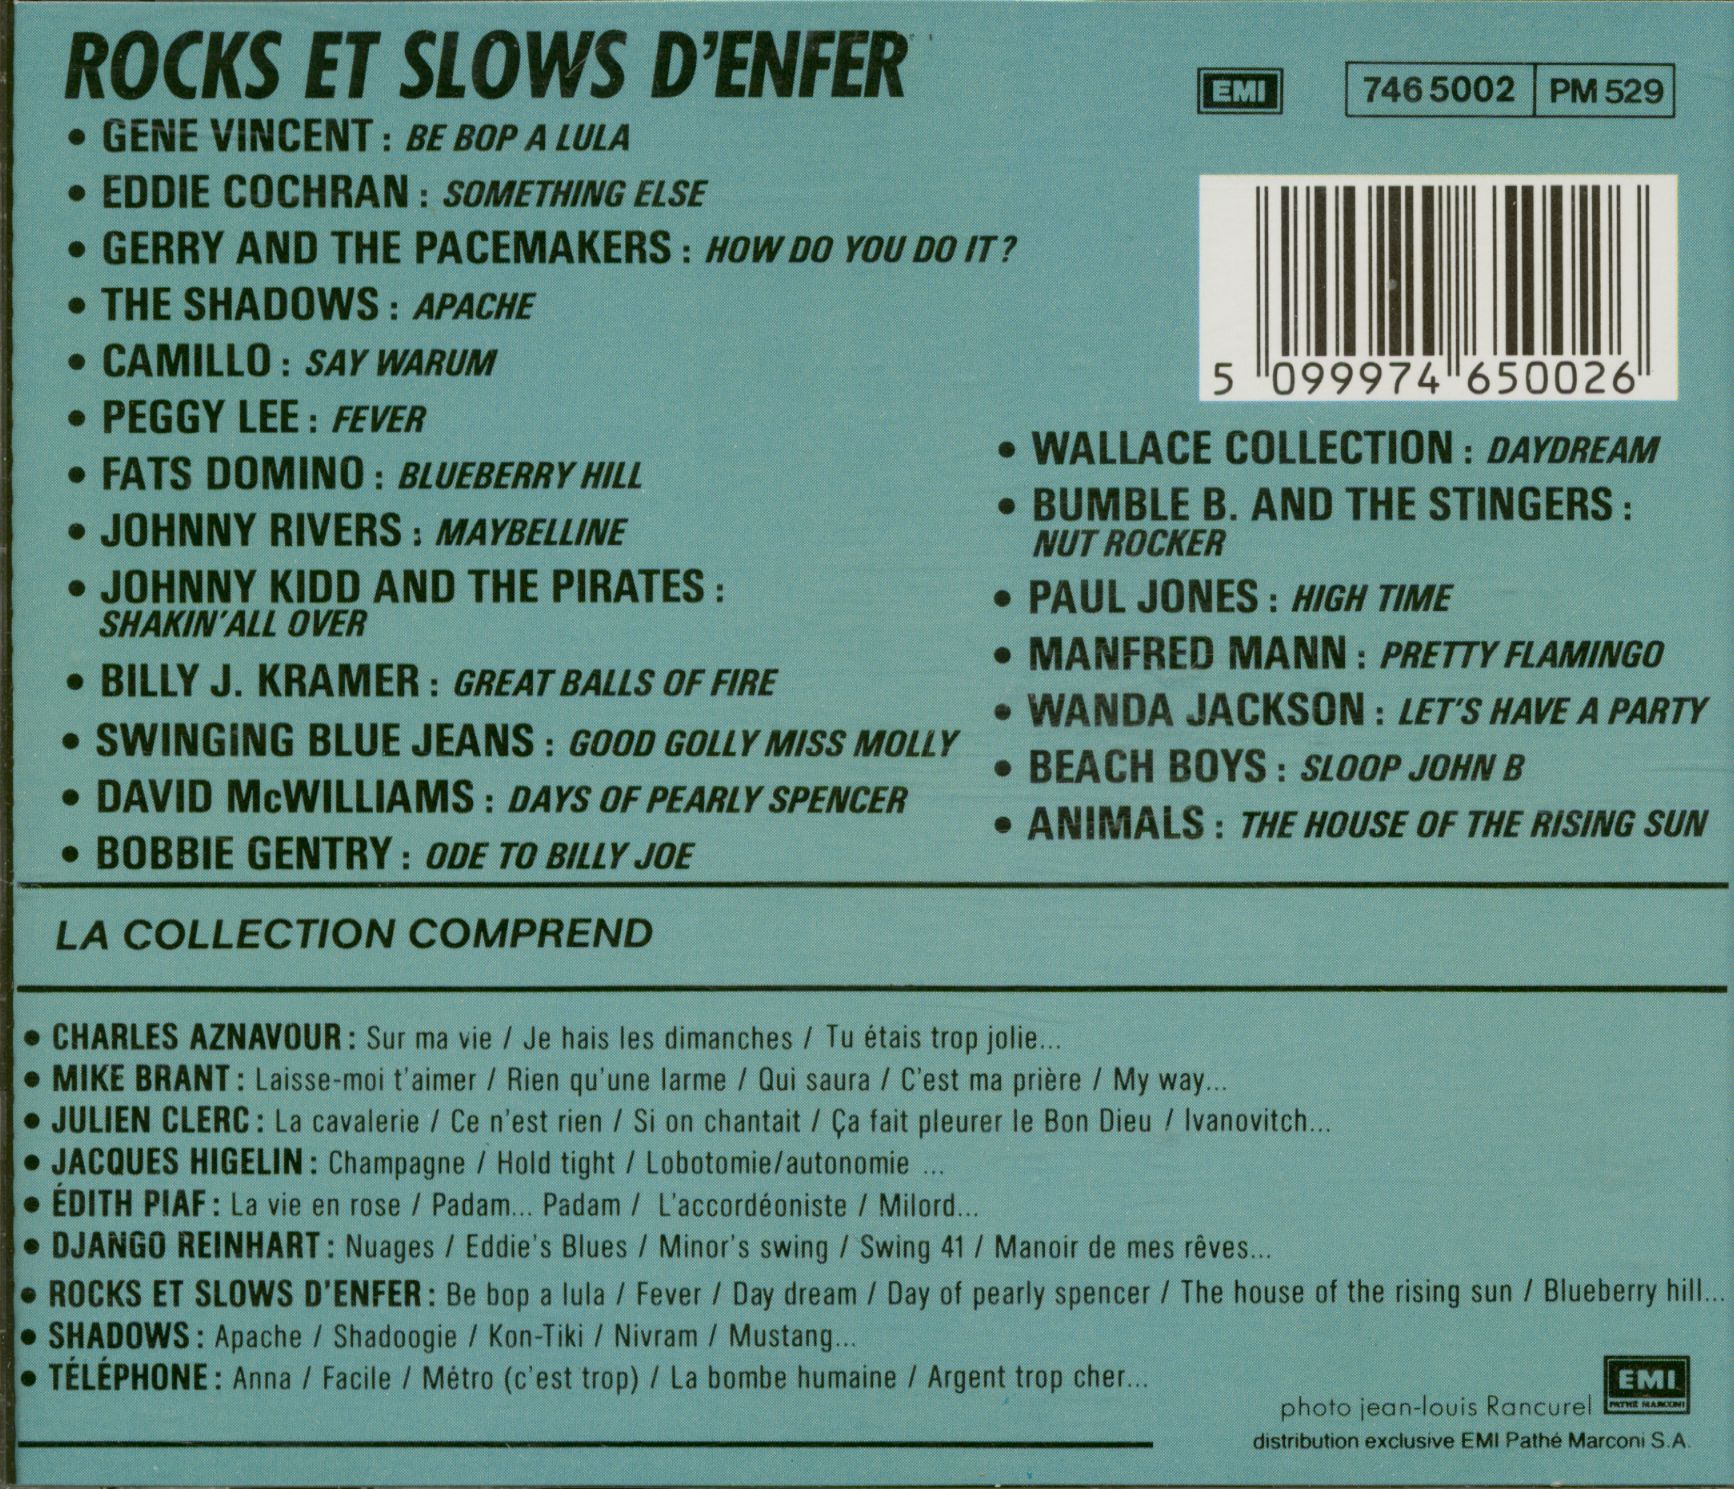 ROCKS ET SLOWS D'ENFER
• GENE VINCENT : BE BOP A LULA
• EDDIE COCHRAN : SOMETHING ELSE
• GERRY AND THE PACEMAKERS : HOW DO YOU DO IT ?
• THE SHADOWS : APACHE
• CAMILLO : SAY WARUM
• PEGGY LEE : FEVER
• FATS DOMINO : BLUEBERRY HILL
• JOHNNY RIVERS : MAYBELLINE
• JOHNNY KIDD AND THE PIRATES :
SHAKIN'ALL OVER
• BILLY J. KRAMER : GREAT BALLS OF FIRE
• SWINGING BLUE JEANS : GOOD GOLLY MISS MOLLY
• DAVID McWILLIAMS : DAYS OF PEARLY SPENCER
• BOBBIE GENTRY : ODE TO BILLY JOE
EMI
746 5002 PM 529
5 099974 650026
• WALLACE COLLECTION : DAYDREAM
• BUMBLE B. AND THE STINGERS :
NUT ROCKER
• PAUL JONES : HIGH TIME
• MANFRED MANN : PRETTY FLAMINGO
• WANDA JACKSON : LET'S HAVE A PARTY
• BEACH BOYS : SLOOP JOHN B
• ANIMALS : THE HOUSE OF THE RISING SUN
LA COLLECTION COMPREND
• CHARLES AZNAVOUR : Sur ma vie / Je hais les dimanches / Tu étais trop jolie...
• MIKE BRANT : Laisse-moi t'aimer / Rien qu'une larme / Qui saura / C'est ma prière / My way...
• JULIEN CLERC : La cavalerie / Ce n'est rien / Si on chantait / Ça fait pleurer le Bon Dieu / Ivanovitch...
• JACQUES HIGELIN : Champagne / Hold tight / Lobotomie/autonomie ...
• ÉDITH PIAF : La vie en rose / Padam... Padam / L'accordéoniste / Milord...
• DJANGO REINHART : Nuages / Eddie's Blues / Minor's swing / Swing 41 / Manoir de mes rêves...
• ROCKS ET SLOWS D'ENFER : Be bop a lula / Fever / Day dream / Day of pearly spencer / The house of the rising sun / Blueberry hill...
• SHADOWS : Apache / Shadoogie / Kon-Tiki / Nivram / Mustang...
• TÉLÉPHONE : Anna / Facile / Métro (c'est trop) / La bombe humaine / Argent trop cher...
photo jean-louis Rancurel
EMI
PATHE MARCONI
distribution exclusive EMI Pathé Marconi S.A.